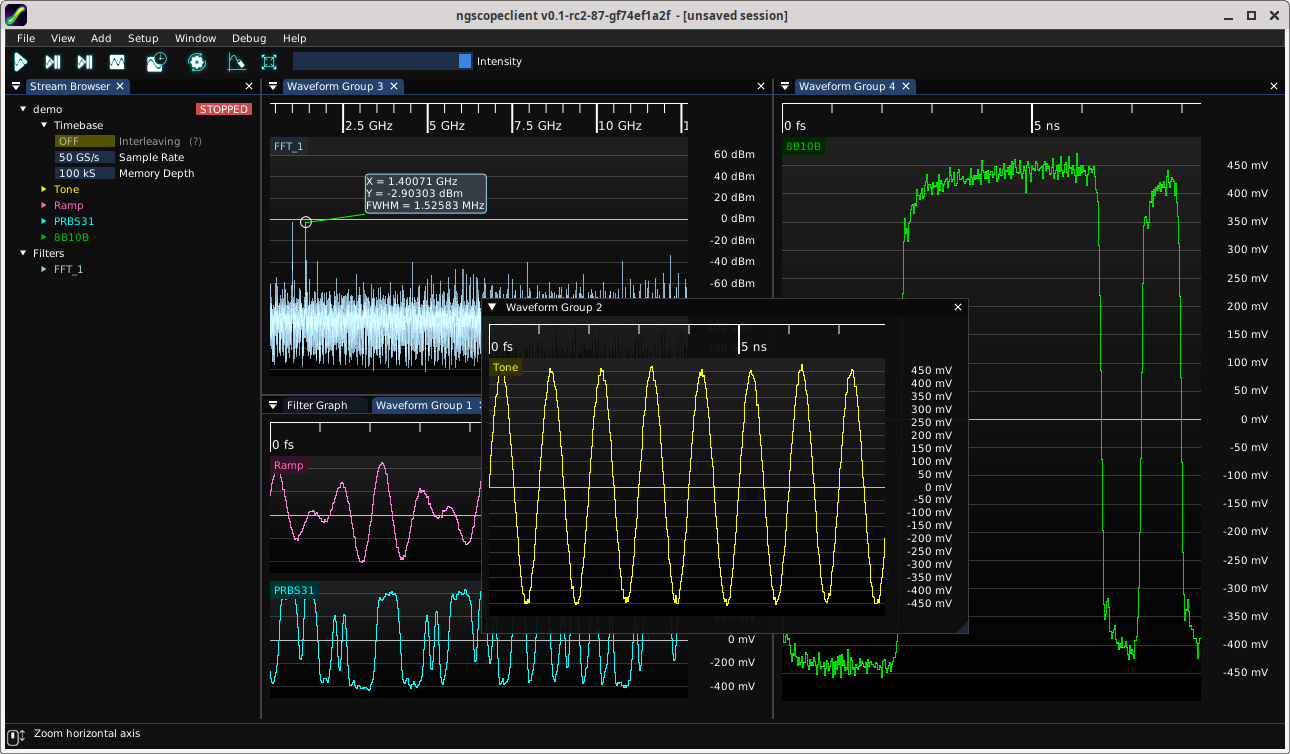 ngscopeclient v0.1-rc2-87-gf74ef1a2f - [unsaved session]
File View Add Setup Window Debug Help
Intensity
Stream Browser
demo STOPPED
Timebase
OFF Interleaving (?)
50 GS/s Sample Rate
100 kS Memory Depth
Tone
Ramp
PRBS31
8B10B
Filters
FFT_1
Waveform Group 3
2.5 GHz 5 GHz 7.5 GHz 10 GHz
FFT_1
X = 1.40071 GHz
Y = -2.90303 dBm
FWHM = 1.52583 MHz
60 dBm
40 dBm
20 dBm
0 dBm
-20 dBm
-40 dBm
-60 dBm
Filter Graph Waveform Group 1
0 fs
Ramp
PRBS31
0 mV
-200 mV
-400 mV
Waveform Group 2
0 fs 5 ns
Tone
450 mV
400 mV
350 mV
300 mV
250 mV
200 mV
150 mV
100 mV
50 mV
0 mV
-50 mV
-100 mV
-150 mV
-200 mV
-250 mV
-300 mV
-350 mV
-400 mV
-450 mV
Waveform Group 4
0 fs 5 ns
8B10B
450 mV
400 mV
350 mV
300 mV
250 mV
200 mV
150 mV
100 mV
50 mV
0 mV
-50 mV
-100 mV
-150 mV
-200 mV
-250 mV
-300 mV
-350 mV
-400 mV
-450 mV
Zoom horizontal axis